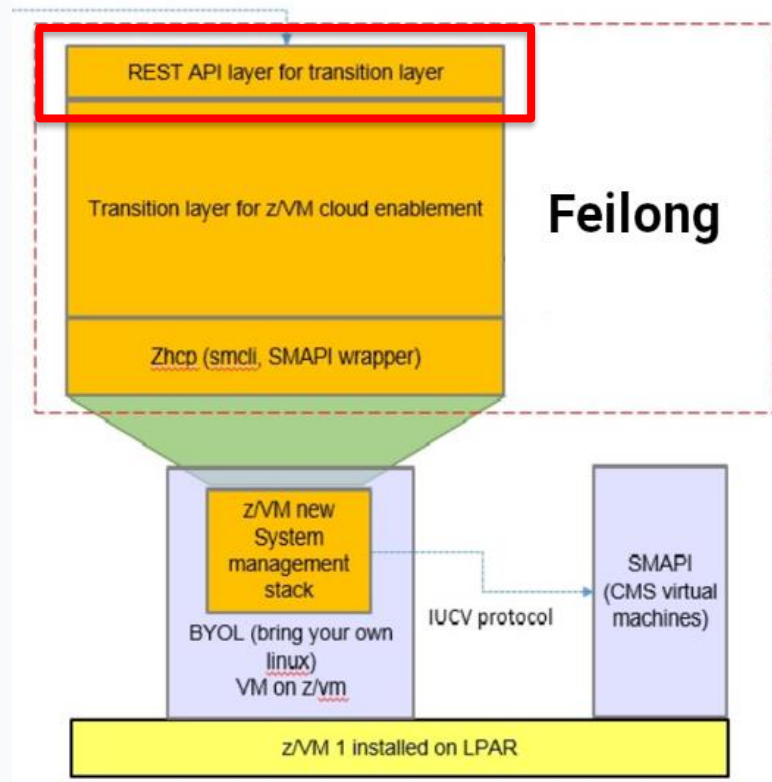 REST API layer for transition layer
Transition layer for z/VM cloud enablement
Feilong
Zhcp (smcli, SMAPI wrapper)
z/VM new
System
management
stack
BYOL (bring your own
linux)
VM on z/vm
IUCV protocol
SMAPI
(CMS virtual
machines)
z/VM 1 installed on LPAR